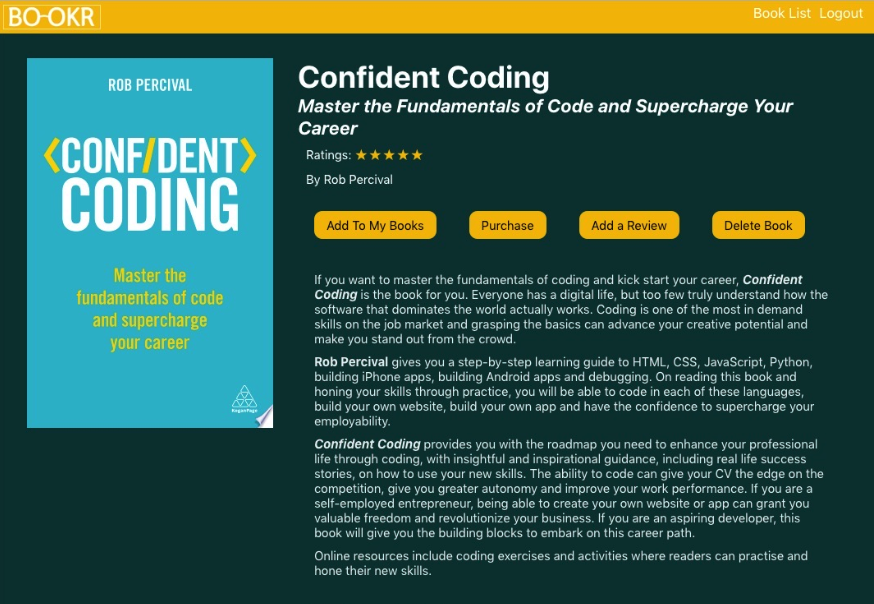 BO-OKR
Book List Logout
ROB PERCIVAL
<CONF/DENT>
CODING
Master the
fundamentals of code
and supercharge
your career
KoganPage
Confident Coding
Master the Fundamentals of Code and Supercharge Your
Career
Ratings: ★★★★★
By Rob Percival
Add To My Books
Purchase
Add a Review
Delete Book
If you want to master the fundamentals of coding and kick start your career, Confident
Coding is the book for you. Everyone has a digital life, but too few truly understand how the
software that dominates the world actually works. Coding is one of the most in demand
skills on the job market and grasping the basics can advance your creative potential and
make you stand out from the crowd.
Rob Percival gives you a step-by-step learning guide to HTML, CSS, JavaScript, Python,
building iPhone apps, building Android apps and debugging. On reading this book and
honing your skills through practice, you will be able to code in each of these languages,
build your own website, build your own app and have the confidence to supercharge your
employability.
Confident Coding provides you with the roadmap you need to enhance your professional
life through coding, with insightful and inspirational guidance, including real life success
stories, on how to use your new skills. The ability to code can give your CV the edge on the
competition, give you greater autonomy and improve your work performance. If you are a
self-employed entrepreneur, being able to create your own website or app can grant you
valuable freedom and revolutionize your business. If you are an aspiring developer, this
book will give you the building blocks to embark on this career path.
Online resources include coding exercises and activities where readers can practise and
hone their new skills.